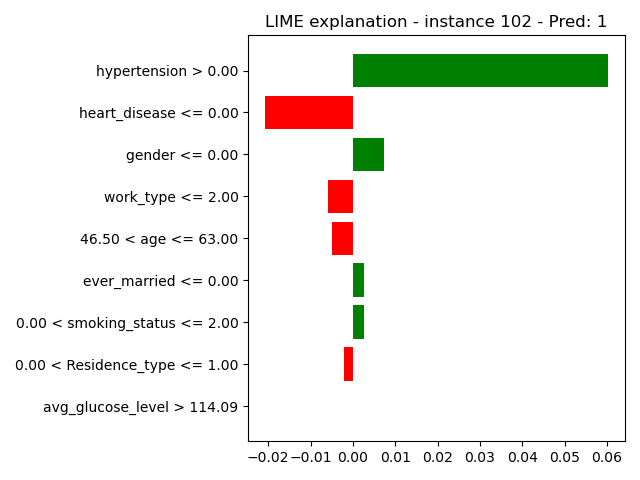 LIME explanation - instance 102 - Pred: 1
hypertension > 0.00
heart_disease <= 0.00
gender <= 0.00
work_type <= 2.00
46.50 < age <= 63.00
ever_married <= 0.00
0.00 < smoking_status <= 2.00
0.00 < Residence_type <= 1.00
avg_glucose_level > 114.09
−0.02 −0.01 0.00 0.01 0.02 0.03 0.04 0.05 0.06